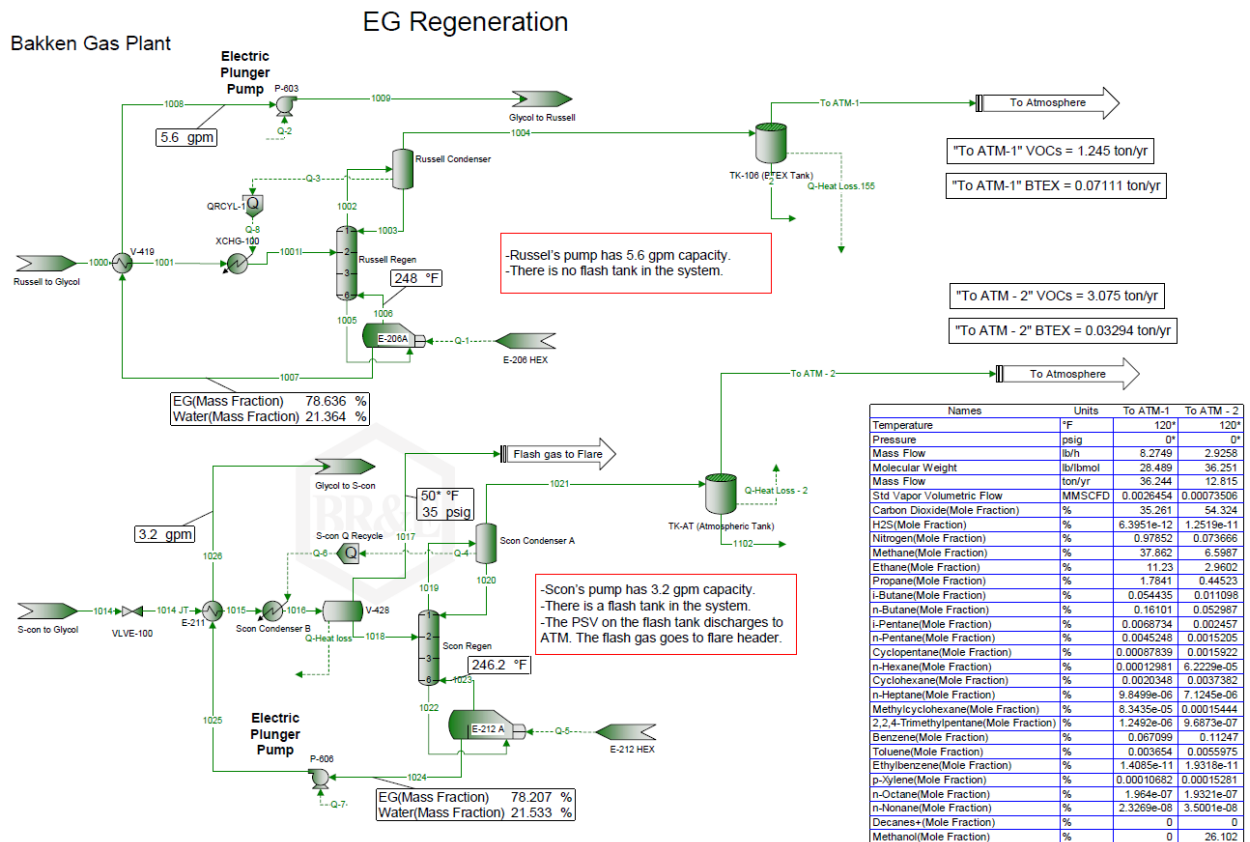 EG Regeneration
Bakken Gas Plant
Electric
Plunger
Pump
P-603
1008
1009
5.6 gpm
Q-2
Glycol to Russell
1004
To ATM-1
To Atmosphere
"To ATM-1" VOCs = 1.245 ton/yr
"To ATM-1" BTEX = 0.07111 ton/yr
Russell Condenser
TK-106 (BTEX Tank)
2
Q-Heat Loss.155
Q-3
QRCYL-1
Q
Q-8
1002
1003
XCHG-100
V-419
1000
1001
1001I
1
2
3
6
Russell Regen
Russell to Glycol
248 °F
1005
1006
E-206A
Q-1
E-206 HEX
-Russel's pump has 5.6 gpm capacity.
-There is no flash tank in the system.
"To ATM - 2" VOCs = 3.075 ton/yr
"To ATM - 2" BTEX = 0.03294 ton/yr
1007
EG(Mass Fraction) 78.636 %
Water(Mass Fraction) 21.364 %
To ATM - 2
To Atmosphere
Flash gas to Flare
Glycol to S-con
50* °F
35 psig
1017
1021
Q-Heat Loss - 2
TK-AT (Atmospheric Tank)
1102
BR&E
3.2 gpm
1026
S-con Q Recycle
Q-6
Q
Q-4
Scon Condenser A
1019
1020
1014
1014 JT
1015
1016
V-428
S-con to Glycol
VLVE-100
E-211
Scon Condenser B
Q-Heat loss
1018
1
2
3
6
Scon Regen
-Scon's pump has 3.2 gpm capacity.
-There is a flash tank in the system.
-The PSV on the flash tank discharges to
ATM. The flash gas goes to flare header.
246.2 °F
1023
1022
E-212 A
Q-5
E-212 HEX
1025
Electric
Plunger
Pump
P-606
Q-7
1024
EG(Mass Fraction) 78.207 %
Water(Mass Fraction) 21.533 %
Names Units To ATM-1 To ATM - 2
Temperature °F 120* 120*
Pressure psig 0* 0*
Mass Flow lb/h 8.2749 2.9258
Molecular Weight lb/lbmol 28.489 36.251
Mass Flow ton/yr 36.244 12.815
Std Vapor Volumetric Flow MMSCFD 0.0026454 0.00073506
Carbon Dioxide(Mole Fraction) % 35.261 54.324
H2S(Mole Fraction) % 6.3951e-12 1.2519e-11
Nitrogen(Mole Fraction) % 0.97852 0.073666
Methane(Mole Fraction) % 37.862 6.5987
Ethane(Mole Fraction) % 11.23 2.9602
Propane(Mole Fraction) % 1.7841 0.44523
i-Butane(Mole Fraction) % 0.054435 0.011098
n-Butane(Mole Fraction) % 0.16101 0.052987
i-Pentane(Mole Fraction) % 0.0068734 0.002457
n-Pentane(Mole Fraction) % 0.0045248 0.0015205
Cyclopentane(Mole Fraction) % 0.00087839 0.0015922
n-Hexane(Mole Fraction) % 0.00012981 6.2229e-05
Cyclohexane(Mole Fraction) % 0.0020348 0.0037382
n-Heptane(Mole Fraction) % 9.8499e-06 7.1245e-06
Methylcyclohexane(Mole Fraction) % 8.3435e-05 0.00015444
2,2,4-Trimethylpentane(Mole Fraction) % 1.2492e-06 9.6873e-07
Benzene(Mole Fraction) % 0.067099 0.11247
Toluene(Mole Fraction) % 0.003654 0.0055975
Ethylbenzene(Mole Fraction) % 1.4085e-11 1.9318e-11
p-Xylene(Mole Fraction) % 0.00010682 0.00015281
n-Octane(Mole Fraction) % 1.964e-07 1.9321e-07
n-Nonane(Mole Fraction) % 2.3269e-08 3.5001e-08
Decanes+(Mole Fraction) % 0 0
Methanol(Mole Fraction) % 0 26.102